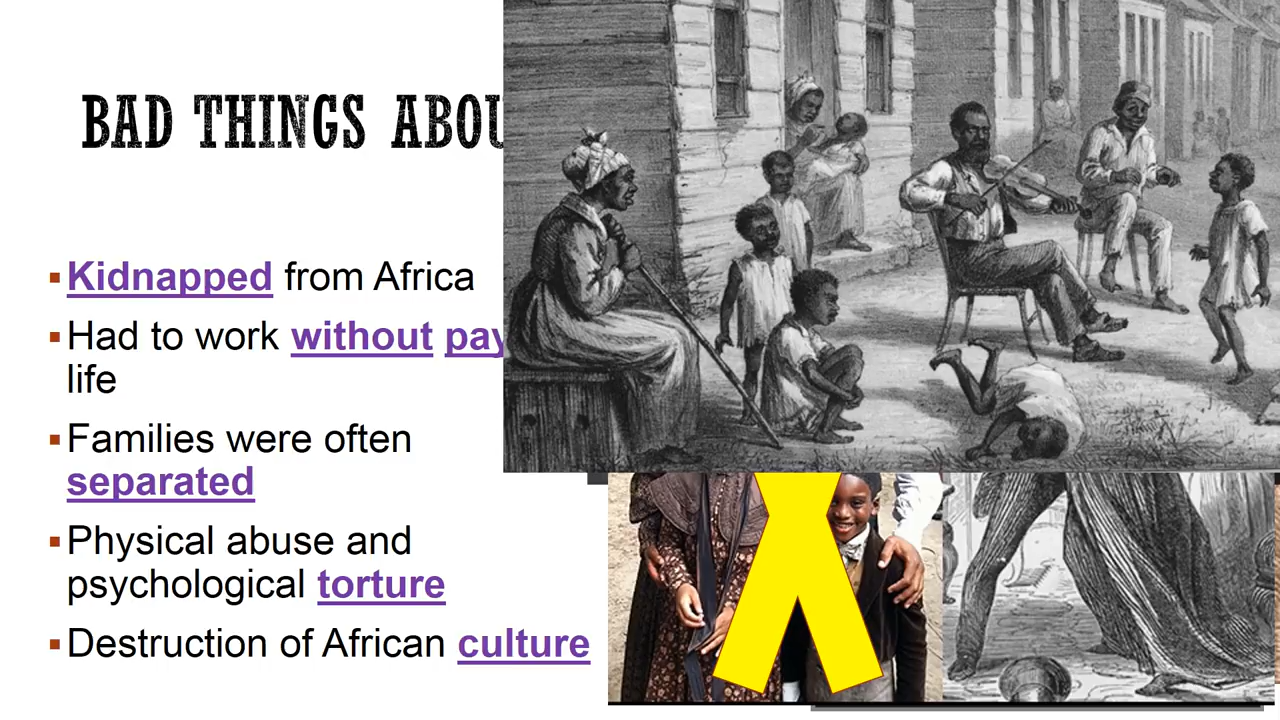 BAD THINGS ABOU
Kidnapped from Africa
Had to work without pay
life
Families were often
separated
Physical abuse and
psychological torture
Destruction of African culture